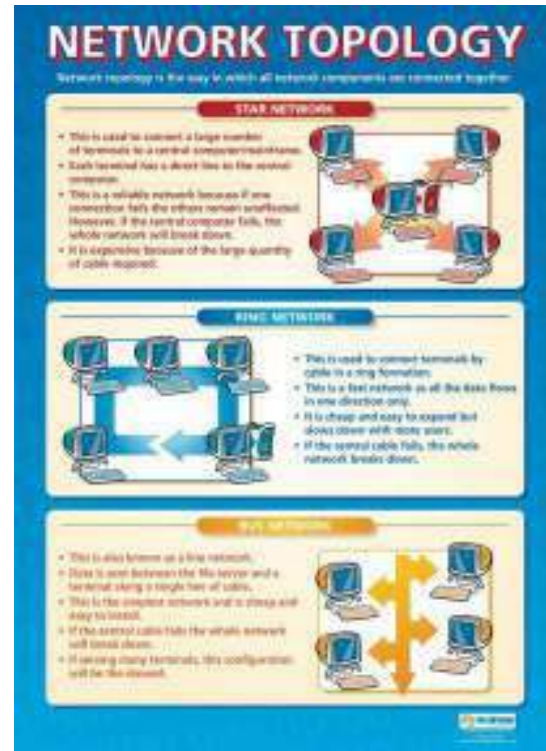 NETWORK TOPOLOGY
Network topology is the way in which all network components are connected together
STAR NETWORK
• This is used to connect a large number
of terminals to a central computer/mainframe.
• Each terminal has a direct line to the central
computer.
• This is a reliable network because if one
connection fails the others remain unaffected.
However, if the central computer fails, the
whole network will break down.
• It is expensive because of the large quantity
of cable required.
RING NETWORK
• This is used to connect terminals by
cable in a ring formation.
• This is a fast network as all the data flows
in one direction only.
• It is cheap and easy to expand but
slows down with many users.
• If the central cable fails, the whole
network breaks down.
BUS NETWORK
• This is also known as a line network.
• Data is sent between the file server and a
terminal along a single line of cable.
• This is the simplest network and is cheap and
easy to install.
• If the central cable fails the whole network
will break down.
• If serving many terminals, this configuration
will be the slowest.